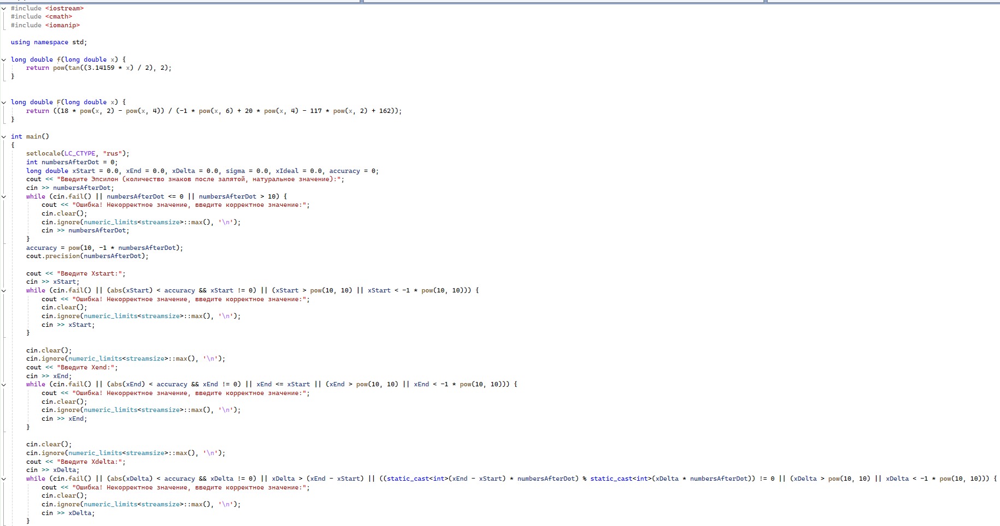 #include <iostream>
#include <cmath>
#include <iomanip>

using namespace std;

long double f(long double x) {
    return pow(tan((3.14159 * x) / 2), 2);
}


long double F(long double x) {
    return ((18 * pow(x, 2) - pow(x, 4)) / (-1 * pow(x, 6) + 20 * pow(x, 4) - 117 * pow(x, 2) + 162));
}

int main()
{
    setlocale(LC_CTYPE, "rus");
    int numbersAfterDot = 0;
    long double xStart = 0.0, xEnd = 0.0, xDelta = 0.0, sigma = 0.0, xIdeal = 0.0, accuracy = 0;
    cout << "Введите Эпсилон (количество знаков после запятой, натуральное значение):";
    cin >> numbersAfterDot;
    while (cin.fail() || numbersAfterDot <= 0 || numbersAfterDot > 10) {
        cout << "Ошибка! Некорректное значение, введите корректное значение:";
        cin.clear();
        cin.ignore(numeric_limits<streamsize>::max(), '\n');
        cin >> numbersAfterDot;
    }
    accuracy = pow(10, -1 * numbersAfterDot);
    cout.precision(numbersAfterDot);

    cout << "Введите Xstart:";
    cin >> xStart;
    while (cin.fail() || (abs(xStart) < accuracy && xStart != 0) || (xStart > pow(10, 10) || xStart < -1 * pow(10, 10))) {
        cout << "Ошибка! Некорректное значение, введите корректное значение:";
        cin.clear();
        cin.ignore(numeric_limits<streamsize>::max(), '\n');
        cin >> xStart;
    }

    cin.clear();
    cin.ignore(numeric_limits<streamsize>::max(), '\n');
    cout << "Введите Xend:";
    cin >> xEnd;
    while (cin.fail() || (abs(xEnd) < accuracy && xEnd != 0) || xEnd <= xStart || (xEnd > pow(10, 10) || xEnd < -1 * pow(10, 10))) {
        cout << "Ошибка! Некорректное значение, введите корректное значение:";
        cin.clear();
        cin.ignore(numeric_limits<streamsize>::max(), '\n');
        cin >> xEnd;
    }

    cin.clear();
    cin.ignore(numeric_limits<streamsize>::max(), '\n');
    cout << "Введите Xdelta:";
    cin >> xDelta;
    while (cin.fail() || (abs(xDelta) < accuracy && xDelta != 0) || xDelta > (xEnd - xStart) || ((static_cast<int>(xEnd - xStart) * numbersAfterDot) % static_cast<int>(xDelta * numbersAfterDot)) != 0 || (xDelta > pow(10, 10) || xDelta < -1 * pow(10, 10))) {
        cout << "Ошибка! Некорректное значение, введите корректное значение:";
        cin.clear();
        cin.ignore(numeric_limits<streamsize>::max(), '\n');
        cin >> xDelta;
    }